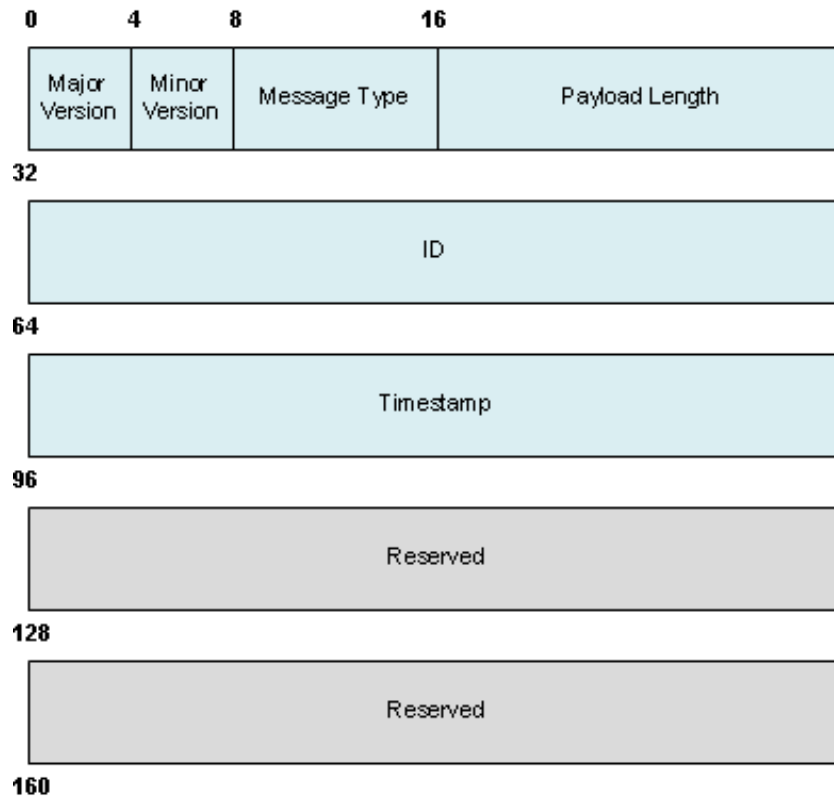 0 4 8 16
Major Version Minor Version Message Type Payload Length
32
ID
64
Timestamp
96
Reserved
128
Reserved
160